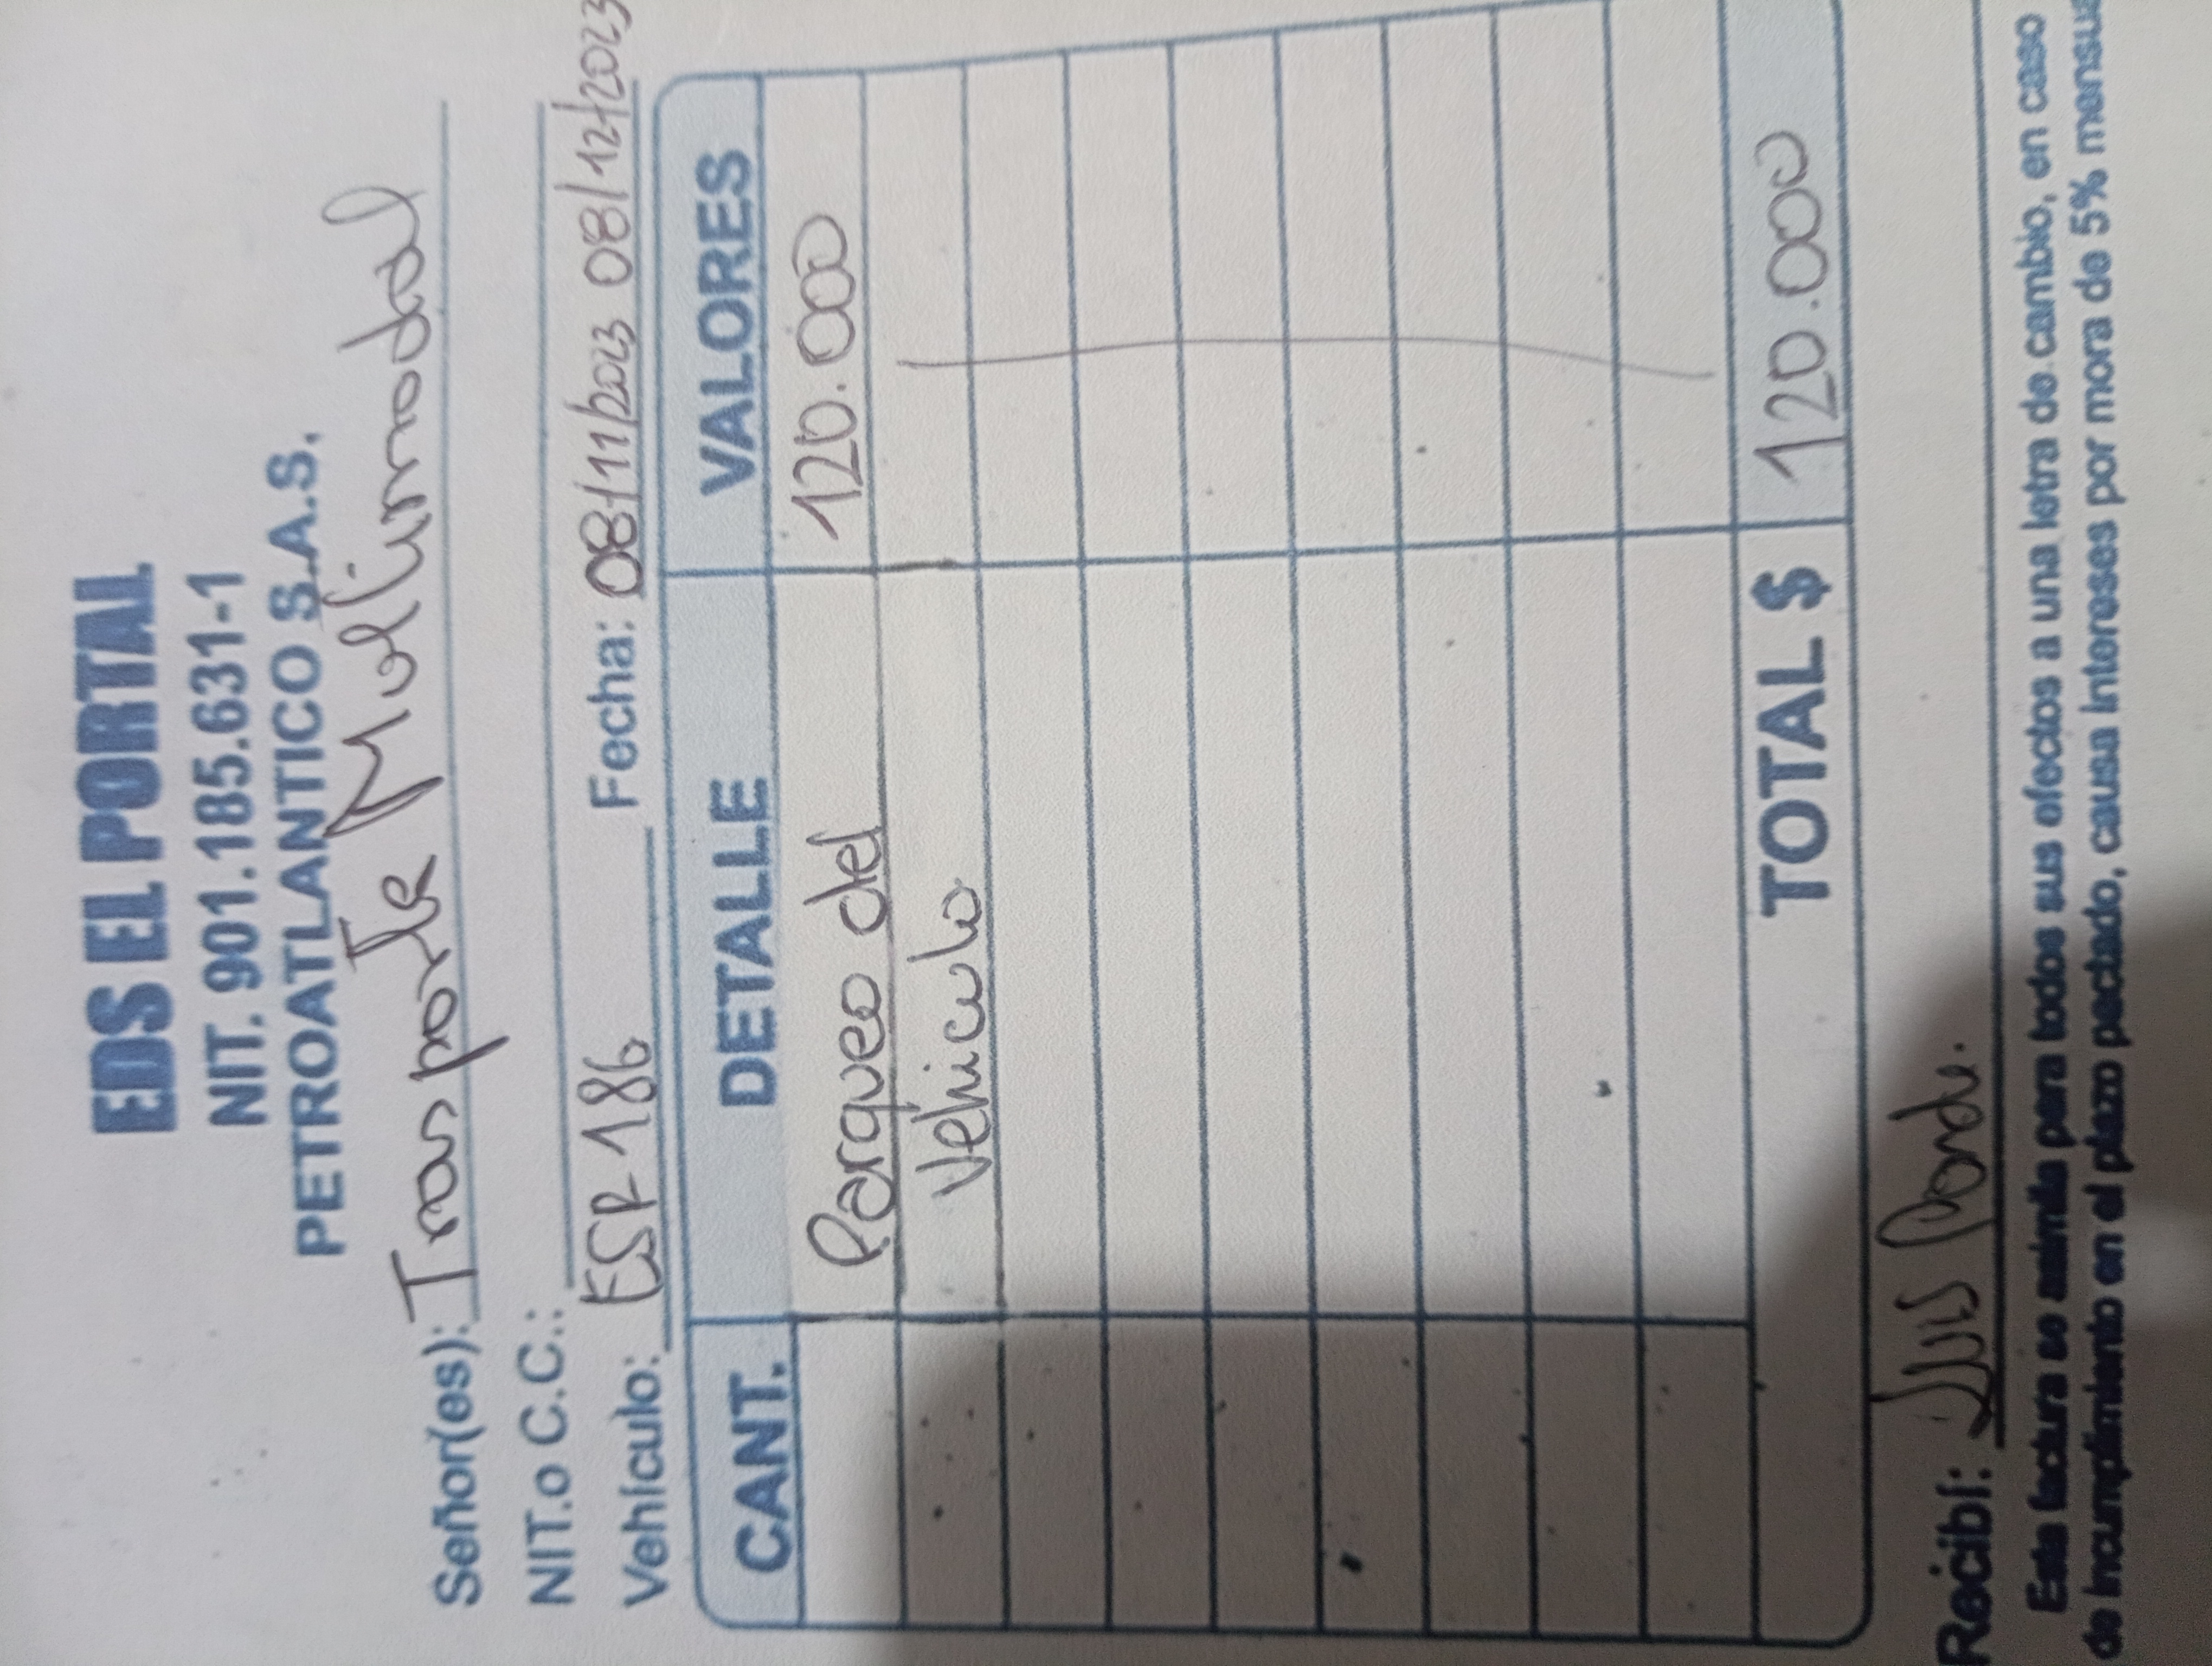 EDS EL PORTAL
NIT. 901.185.631-1
PETROATLANTICO S.A.S.
Señor(es): Transporte Multimodal
NIT.o C.C.:
Vehículo: ESR 186 Fecha: 08/11/2023 08/12/2023
CANT. DETALLE VALORES
Parqueo del 120.000
Vehiculo
TOTAL $ 120.000
Recibí: Luis
Esta factura se asimila para todos sus efectos a una letra de cambio, en caso
de incumplimiento en el plazo pactado, causa intereses por mora de 5% mensua